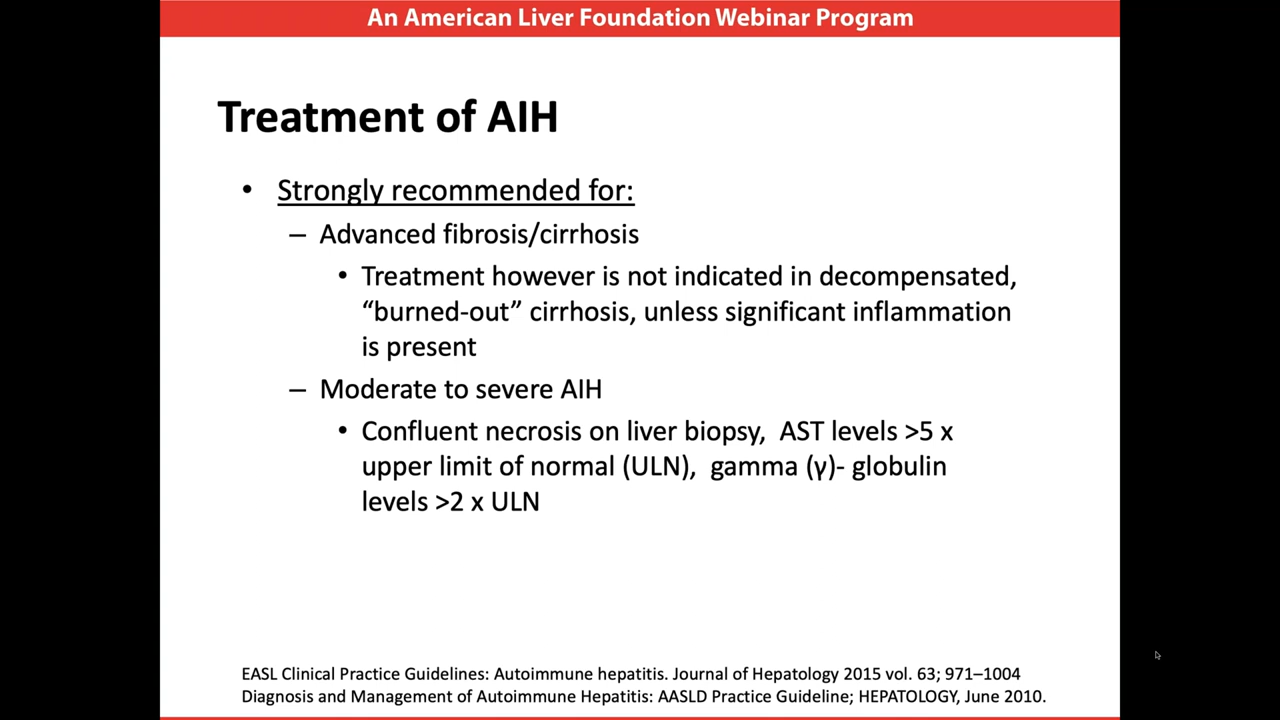 An American Liver Foundation Webinar Program
Treatment of AIH
• Strongly recommended for:
– Advanced fibrosis/cirrhosis
• Treatment however is not indicated in decompensated,
“burned-out” cirrhosis, unless significant inflammation
is present
– Moderate to severe AIH
• Confluent necrosis on liver biopsy,  AST levels >5 x
upper limit of normal (ULN),  gamma (γ)- globulin
levels >2 x ULN
EASL Clinical Practice Guidelines: Autoimmune hepatitis. Journal of Hepatology 2015 vol. 63; 971–1004
Diagnosis and Management of Autoimmune Hepatitis: AASLD Practice Guideline; HEPATOLOGY, June 2010.